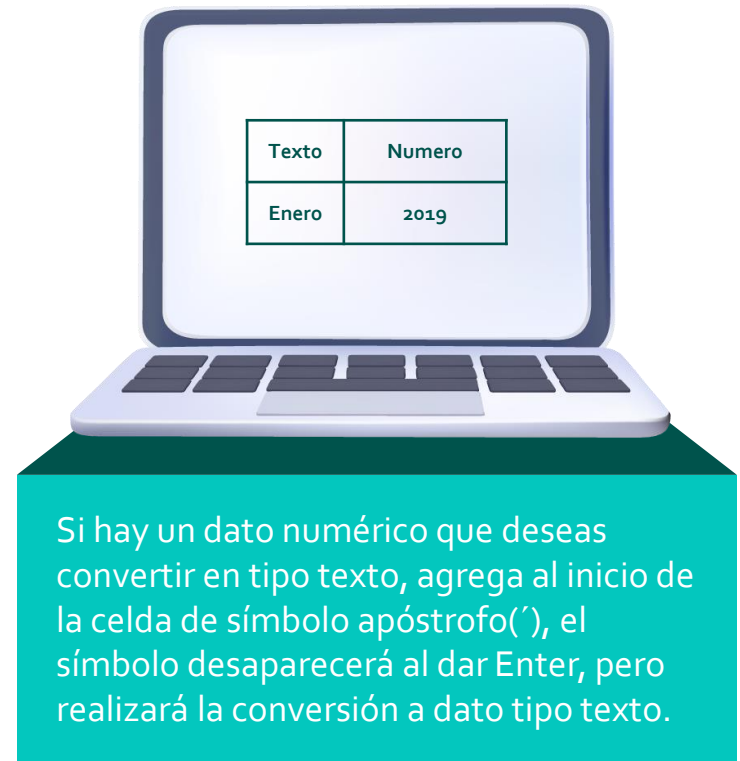 Texto Numero
Enero 2019
Si hay un dato numérico que deseas
convertir en tipo texto, agrega al inicio de
la celda de símbolo apóstrofo(´), el
símbolo desaparecerá al dar Enter, pero
realizará la conversión a dato tipo texto.